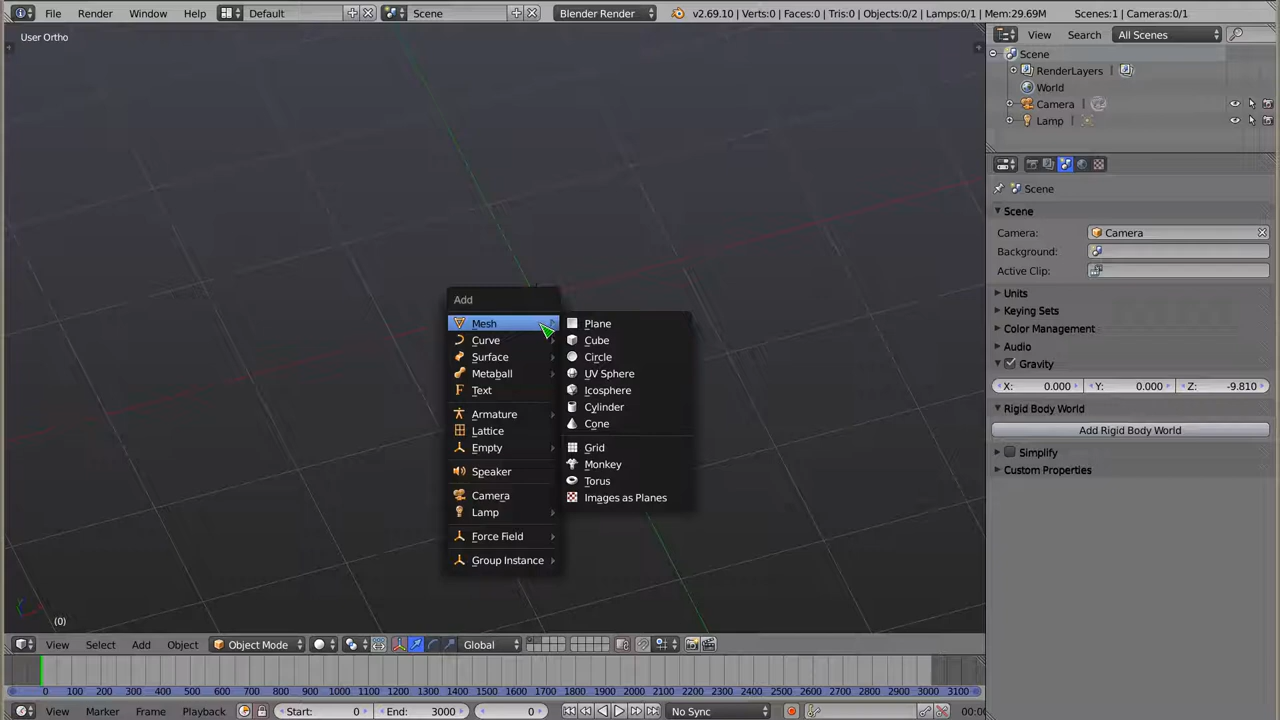 File Render Window Help Default Scene Blender Render v2.69.10 | Verts:0 | Faces:0 | Tris:0 | Objects:0/2 | Lamps:0/1 | Mem:29.69M Scenes:1 | Cameras:0/1
User Ortho
View Search All Scenes
Scene
RenderLayers
World
Camera
Lamp
Scene
Scene
Camera: Camera
Background:
Active Clip:
Units
Keying Sets
Color Management
Audio
Gravity
X: 0.000 Y: 0.000 Z: -9.810
Rigid Body World
Add Rigid Body World
Simplify
Custom Properties
Add
Mesh
Curve
Surface
Metaball
Text
Armature
Lattice
Empty
Speaker
Camera
Lamp
Force Field
Group Instance
Plane
Cube
Circle
UV Sphere
Icosphere
Cylinder
Cone
Grid
Monkey
Torus
Images as Planes
(0)
View Select Add Object Object Mode Global
0 100 200 300 400 500 600 700 800 900 1000 1100 1200 1300 1400 1500 1600 1700 1800 1900 2000 2100 2200 2300 2400 2500 2600 2700 2800 2900 3000 3100
View Marker Frame Playback Start: 0 End: 3000 0 No Sync